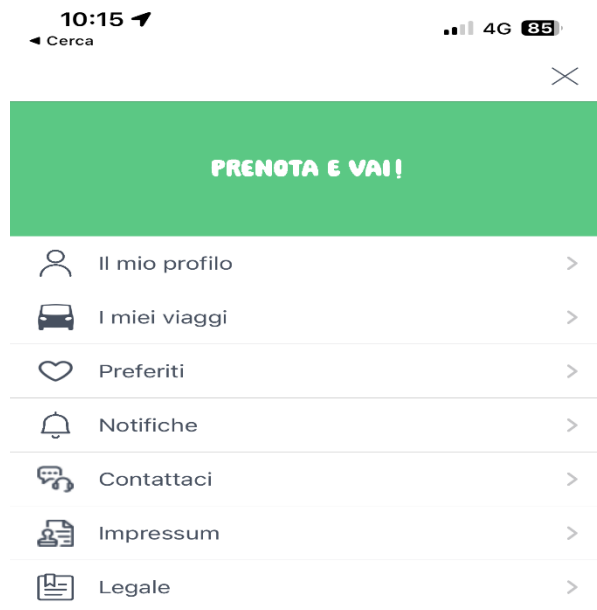 10:15
4G 85
◀ Cerca
PRENOTA E VAI!
Il mio profilo
I miei viaggi
Preferiti
Notifiche
Contattaci
Impressum
Legale